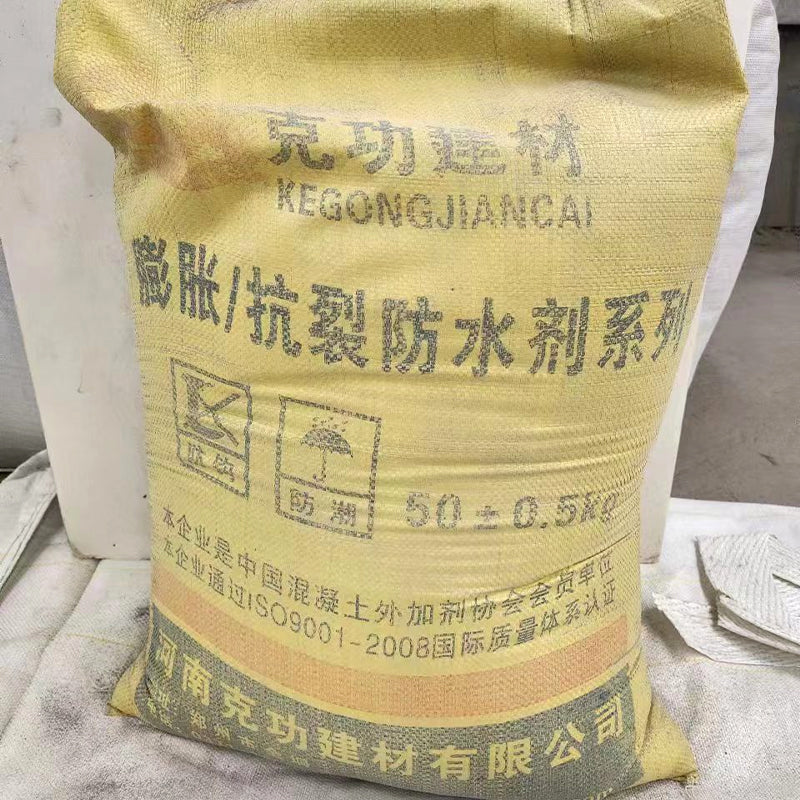 克功建材
KEGONGJIANCAI
膨胀/抗裂防水剂系列
防潮
50±0.5kg
本企业是中国混凝土外加剂协会会员单位
本企业通过ISO9001-2008国际质量体系认证
河南克功建材有限公司